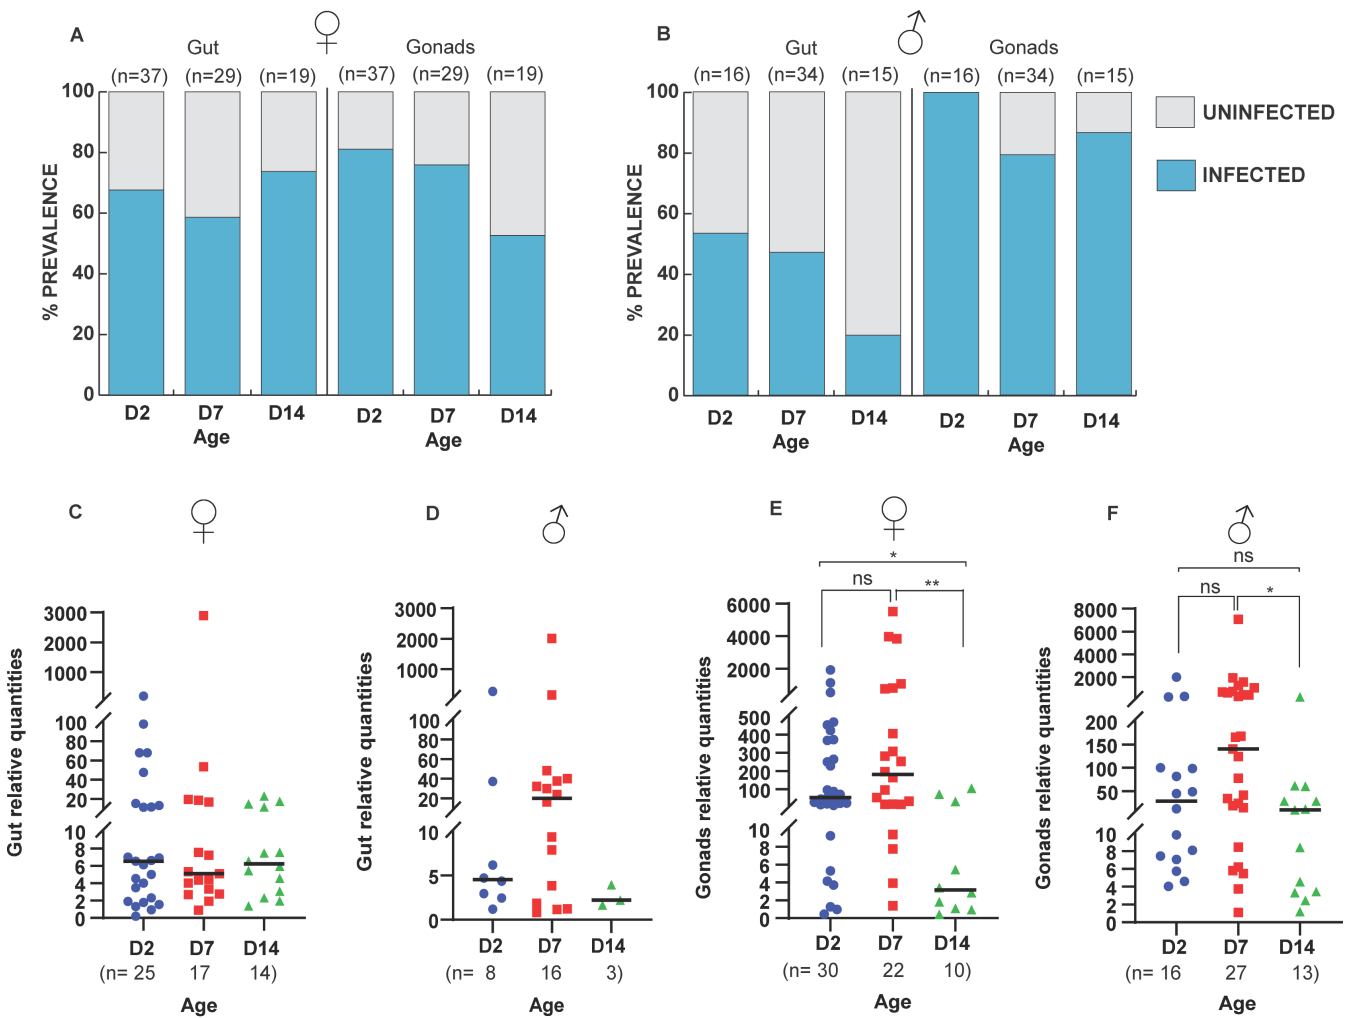 A
Gut
Gonads
(n=37) (n=29) (n=19) (n=37) (n=29) (n=19)
100
80
60
40
20
0
% PREVALENCE
D2 D7 D14 D2 D7 D14
Age Age
B
Gut
Gonads
(n=16) (n=34) (n=15) (n=16) (n=34) (n=15)
100
80
60
40
20
0
% PREVALENCE
D2 D7 D14 D2 D7 D14
Age Age
UNINFECTED
INFECTED
C
3000
2000
1000
100
80
60
40
20
10
8
6
4
2
0
Gut relative quantities
D2 D7 D14
(n= 25 17 14)
Age
D
3000
2000
1000
100
80
60
40
20
10
5
0
Gut relative quantities
D2 D7 D14
(n= 8 16 3)
Age
E
*
ns **
6000
4000
2000
500
400
300
200
100
10
8
6
4
2
0
Gonads relative quantities
D2 D7 D14
(n= 30 22 10)
Age
F
ns
ns *
8000
6000
4000
2000
200
150
100
50
10
8
6
4
2
0
Gonads relative quantities
D2 D7 D14
(n= 16 27 13)
Age